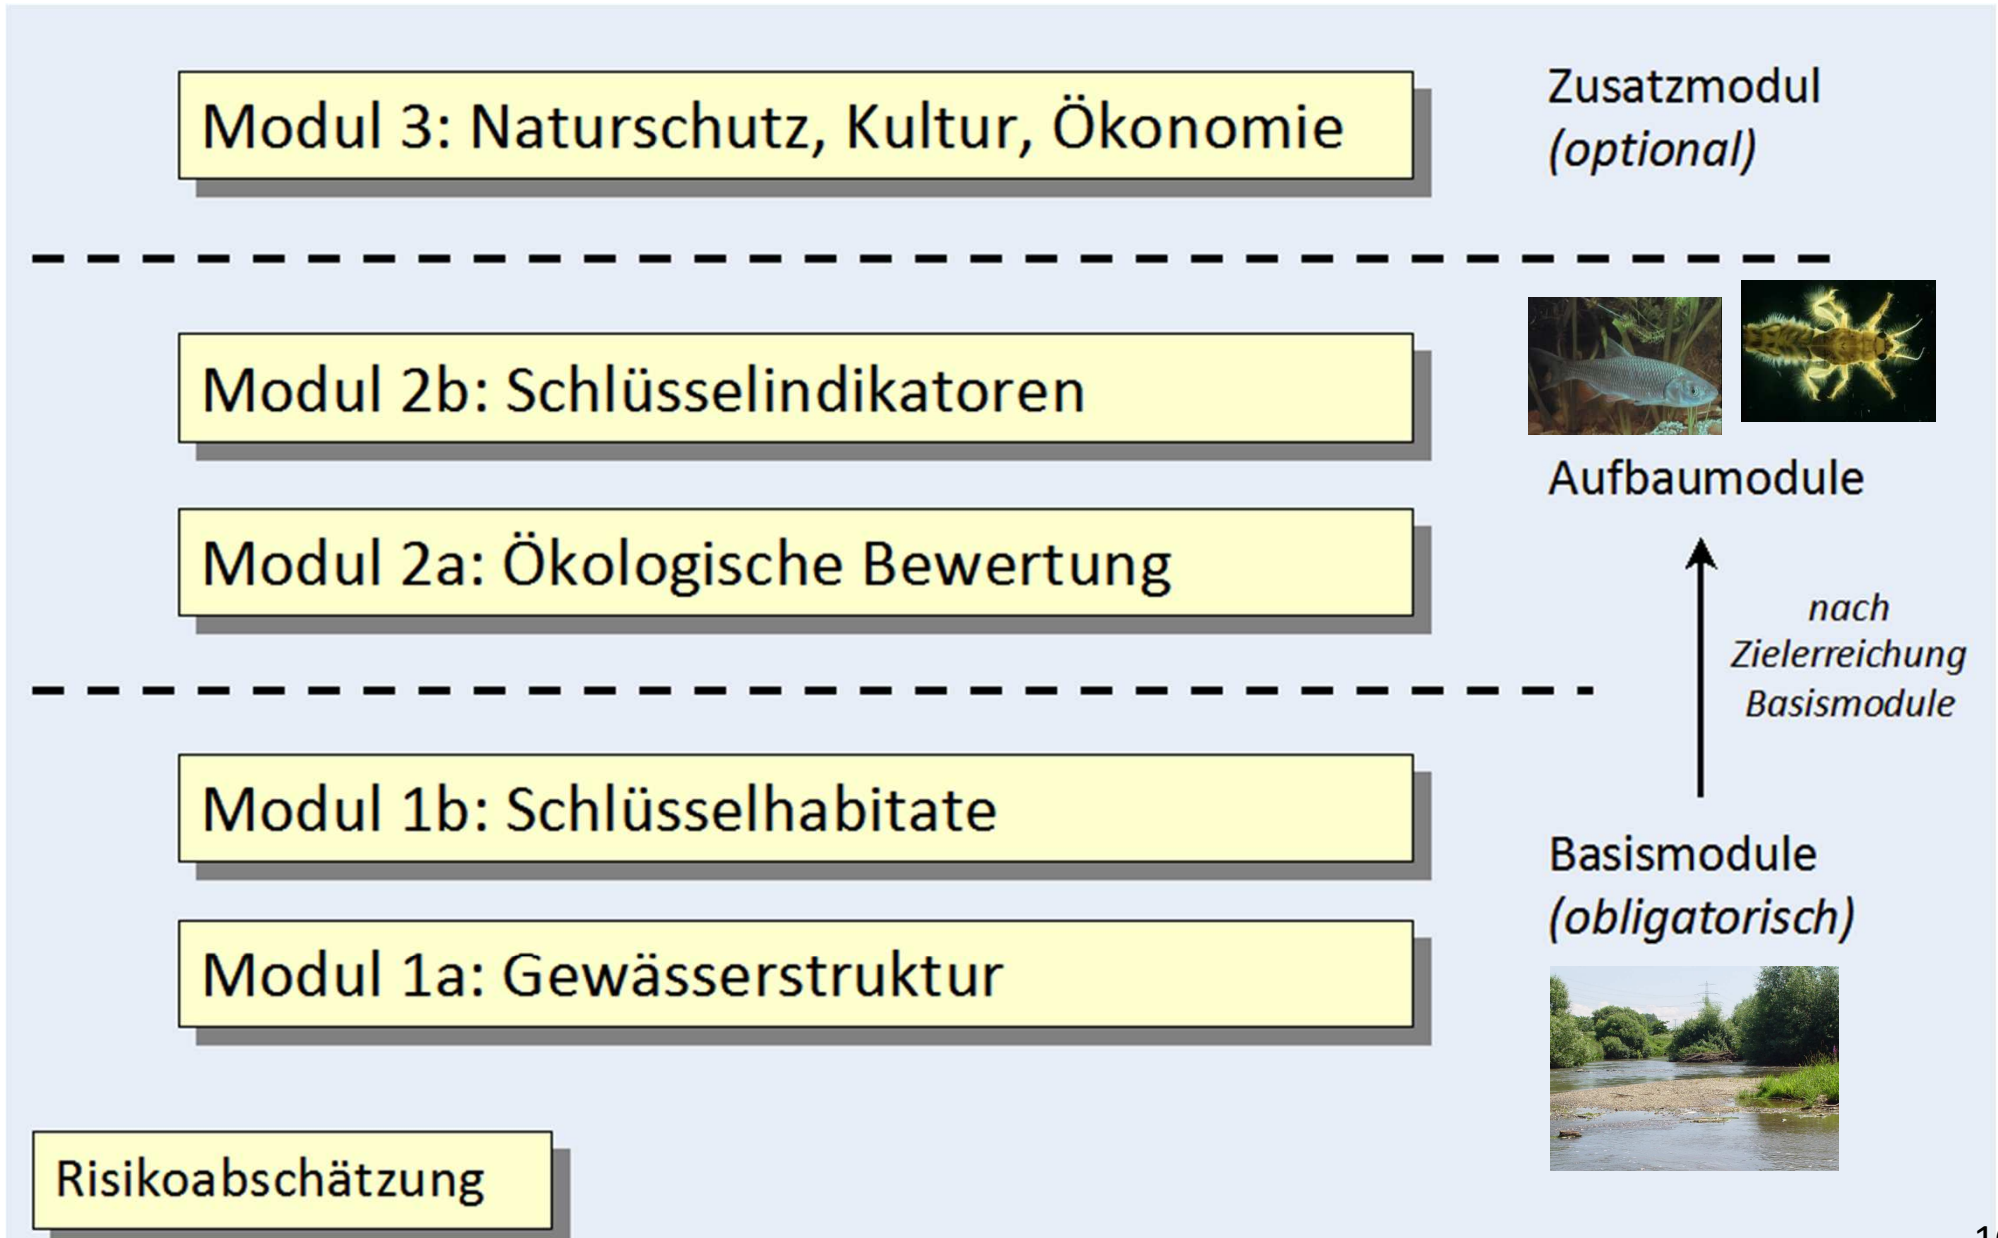 Modul 3: Naturschutz, Kultur, Ökonomie
Zusatzmodul
(optional)
Modul 2b: Schlüsselindikatoren
Aufbaumodule
Modul 2a: Ökologische Bewertung
nach
Zielerreichung
Basismodule
Modul 1b: Schlüsselhabitate
Basismodule
(obligatorisch)
Modul 1a: Gewässerstruktur
Risikoabschätzung